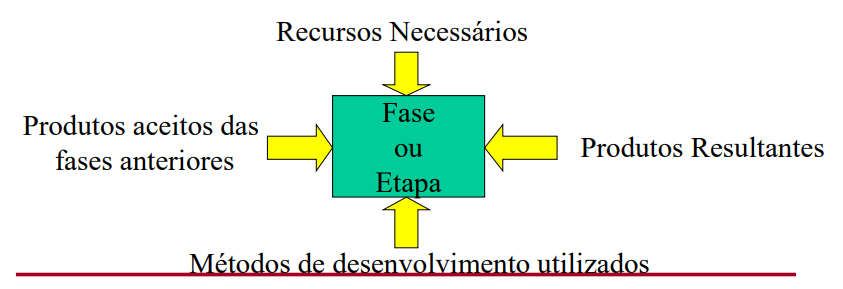 Recursos Necessários
Produtos aceitos das
fases anteriores
Fase
ou
Etapa
Produtos Resultantes
Métodos de desenvolvimento utilizados